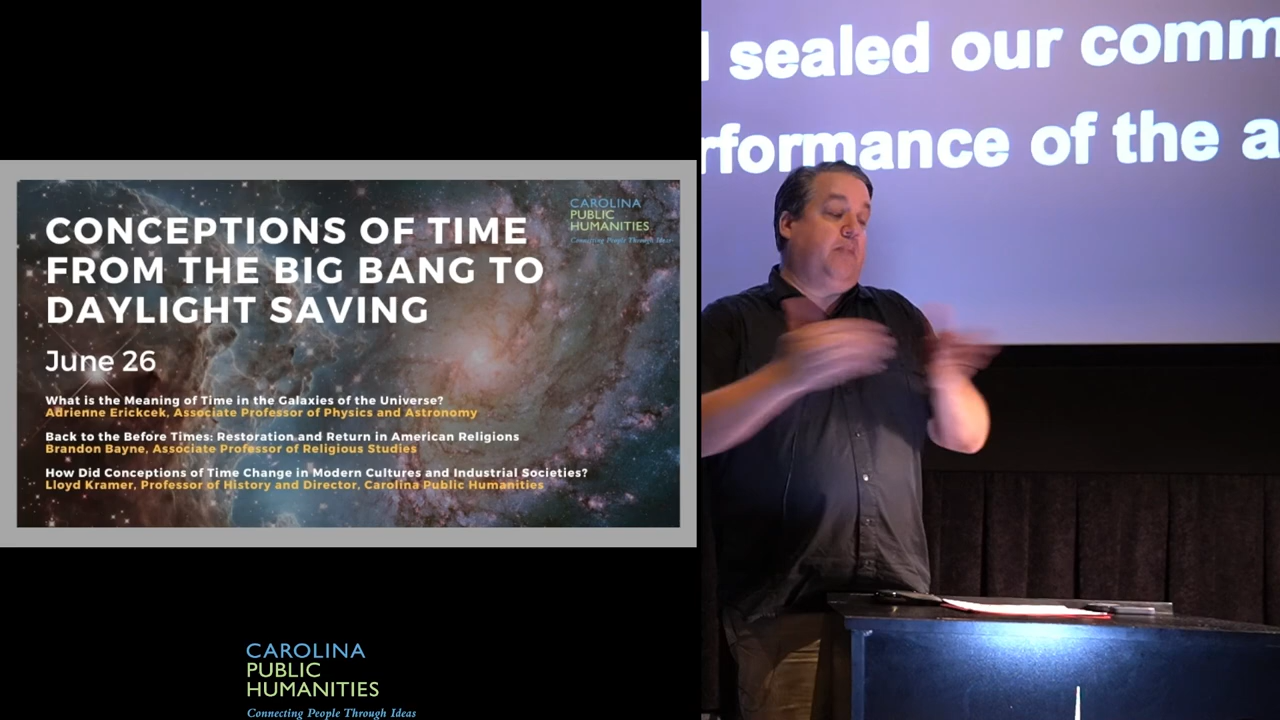 CONCEPTIONS OF TIME
FROM THE BIG BANG TO
DAYLIGHT SAVING
June 26
What is the Meaning of Time in the Galaxies of the Universe?
Adrienne Erickcek, Associate Professor of Physics and Astronomy
Back to the Before Times: Restoration and Return in American Religions
Brandon Bayne, Associate Professor of Religious Studies
How Did Conceptions of Time Change in Modern Cultures and Industrial Societies?
Lloyd Kramer, Professor of History and Director, Carolina Public Humanities
CAROLINA
PUBLIC
HUMANITIES
Connecting People Through Ideas
CAROLINA
PUBLIC
HUMANITIES
Connecting People Through Ideas
sealed our comm
rformance of the a